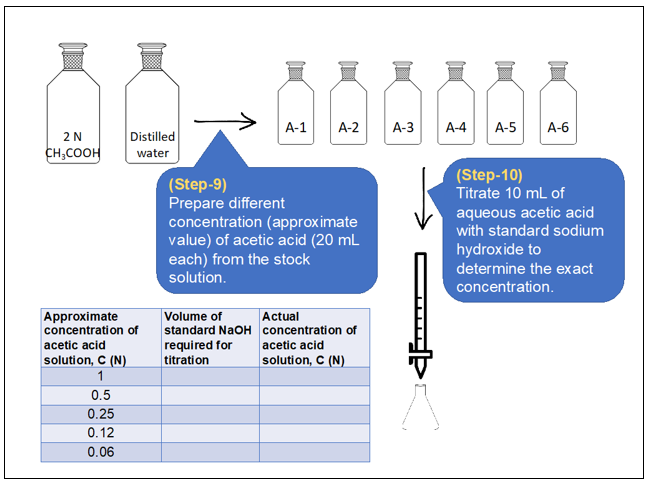 2 N
CH₃COOH
Distilled
water
A-1
A-2
A-3
A-4
A-5
A-6
(Step-9)
Prepare different
concentration (approximate
value) of acetic acid (20 mL
each) from the stock
solution.
(Step-10)
Titrate 10 mL of
aqueous acetic acid
with standard sodium
hydroxide to
determine the exact
concentration.
Approximate
concentration of
acetic acid
solution, C (N)
Volume of
standard NaOH
required for
titration
Actual
concentration of
acetic acid
solution, C (N)
1
0.5
0.25
0.12
0.06